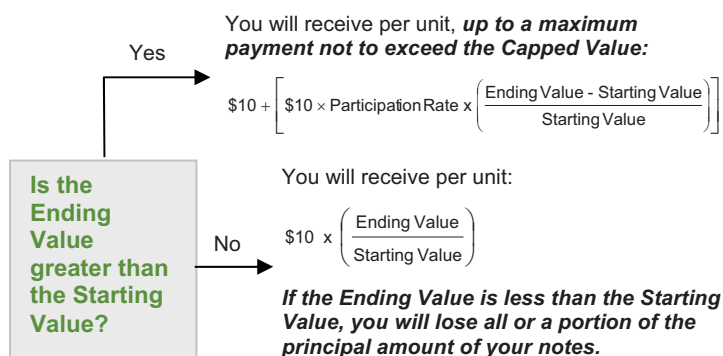 You will receive per unit, up to a maximum
payment not to exceed the Capped Value:
Yes
$10 + [ $10 × Participation Rate x ( Ending Value - Starting Value / Starting Value ) ]
Is the
Ending
Value
greater than
the Starting
Value?
No
You will receive per unit:
$10 x ( Ending Value / Starting Value )
If the Ending Value is less than the Starting
Value, you will lose all or a portion of the
principal amount of your notes.